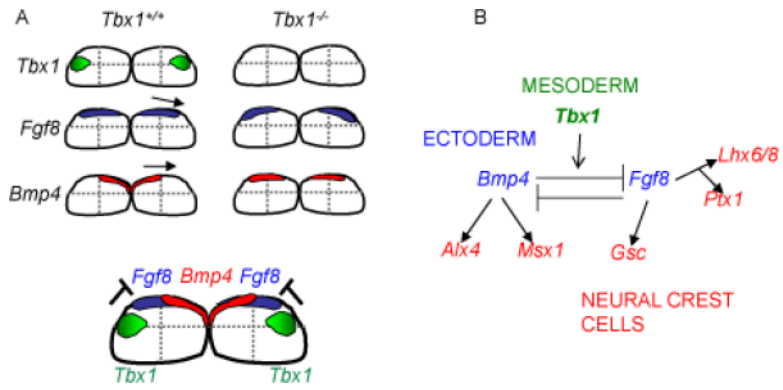 A
Tbx1+/+ Tbx1-/-
Tbx1
Fgf8
Bmp4
Fgf8 Bmp4 Fgf8
Tbx1 Tbx1
B
MESODERM
Tbx1
ECTODERM
Bmp4 Fgf8 Lhx6/8
Ptx1
Alx4 Msx1 Gsc
NEURAL CREST
CELLS